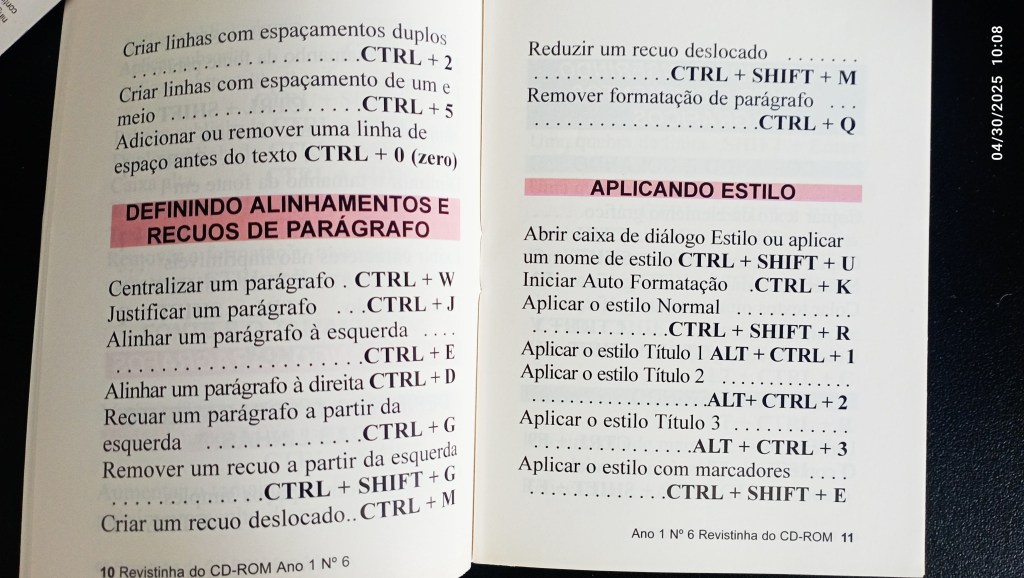 Criar linhas com espaçamentos duplos
. . . . . . . . . . . . . . . . . . . . . .CTRL + 2
Criar linhas com espaçamento de um e
meio . . . . . . . . . . . . . . . . . .CTRL + 5
Adicionar ou remover uma linha de
espaço antes do texto CTRL + 0 (zero)
DEFININDO ALINHAMENTOS E
RECUOS DE PARÁGRAFO
Centralizar um parágrafo . CTRL + W
Justificar um parágrafo . . .CTRL + J
Alinhar um parágrafo à esquerda . . . .
. . . . . . . . . . . . . . . . . . . . . .CTRL + E
Alinhar um parágrafo à direita CTRL + D
Recuar um parágrafo a partir da
esquerda . . . . . . . . . . . . . .CTRL + G
Remover um recuo a partir da esquerda
. . . . . . . . . . . . .CTRL + SHIFT + G
Criar um recuo deslocado..CTRL + M
10 Revistinha do CD-ROM Ano 1 Nº 6
Reduzir um recuo deslocado . . . . . . .
. . . . . . . . . . . . .CTRL + SHIFT + M
Remover formatação de parágrafo . . .
. . . . . . . . . . . . . . . . . . . . .CTRL + Q
APLICANDO ESTILO
Abrir caixa de diálogo Estilo ou aplicar
um nome de estilo CTRL + SHIFT + U
Iniciar Auto Formatação .CTRL + K
Aplicar o estilo Normal . . . . . . . . . . .
. . . . . . . . . . . . .CTRL + SHIFT + R
Aplicar o estilo Título 1 ALT + CTRL + 1
Aplicar o estilo Título 2 . . . . . . . . . . . . .
. . . . . . . . . . . . . . . . .ALT+ CTRL + 2
Aplicar o estilo Título 3 . . . . . . . . . . .
. . . . . . . . . . . . . . .ALT + CTRL + 3
Aplicar o estilo com marcadores . . . .
. . . . . . . . . . . . .CTRL + SHIFT + E
Ano 1 Nº 6 Revistinha do CD-ROM 11
04/30/2025 10:08